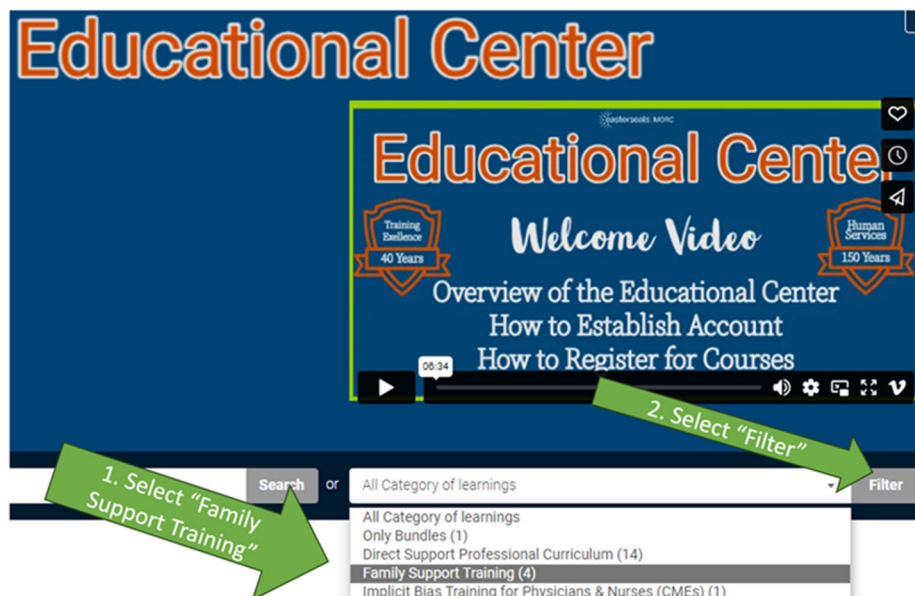 Educational Center
easterseals MORC
Educational Center
Training
Exellence
40 Years
Welcome Video
Human
Services
150 Years
Overview of the Educational Center
How to Establish Account
How to Register for Courses
06:34
2. Select "Filter"
1. Select "Family
Support Training"
Search
or
All Category of learnings
Filter
All Category of learnings
Only Bundles (1)
Direct Support Professional Curriculum (14)
Family Support Training (4)
Implicit Bias Training for Physicians & Nurses (CMEs) (1)